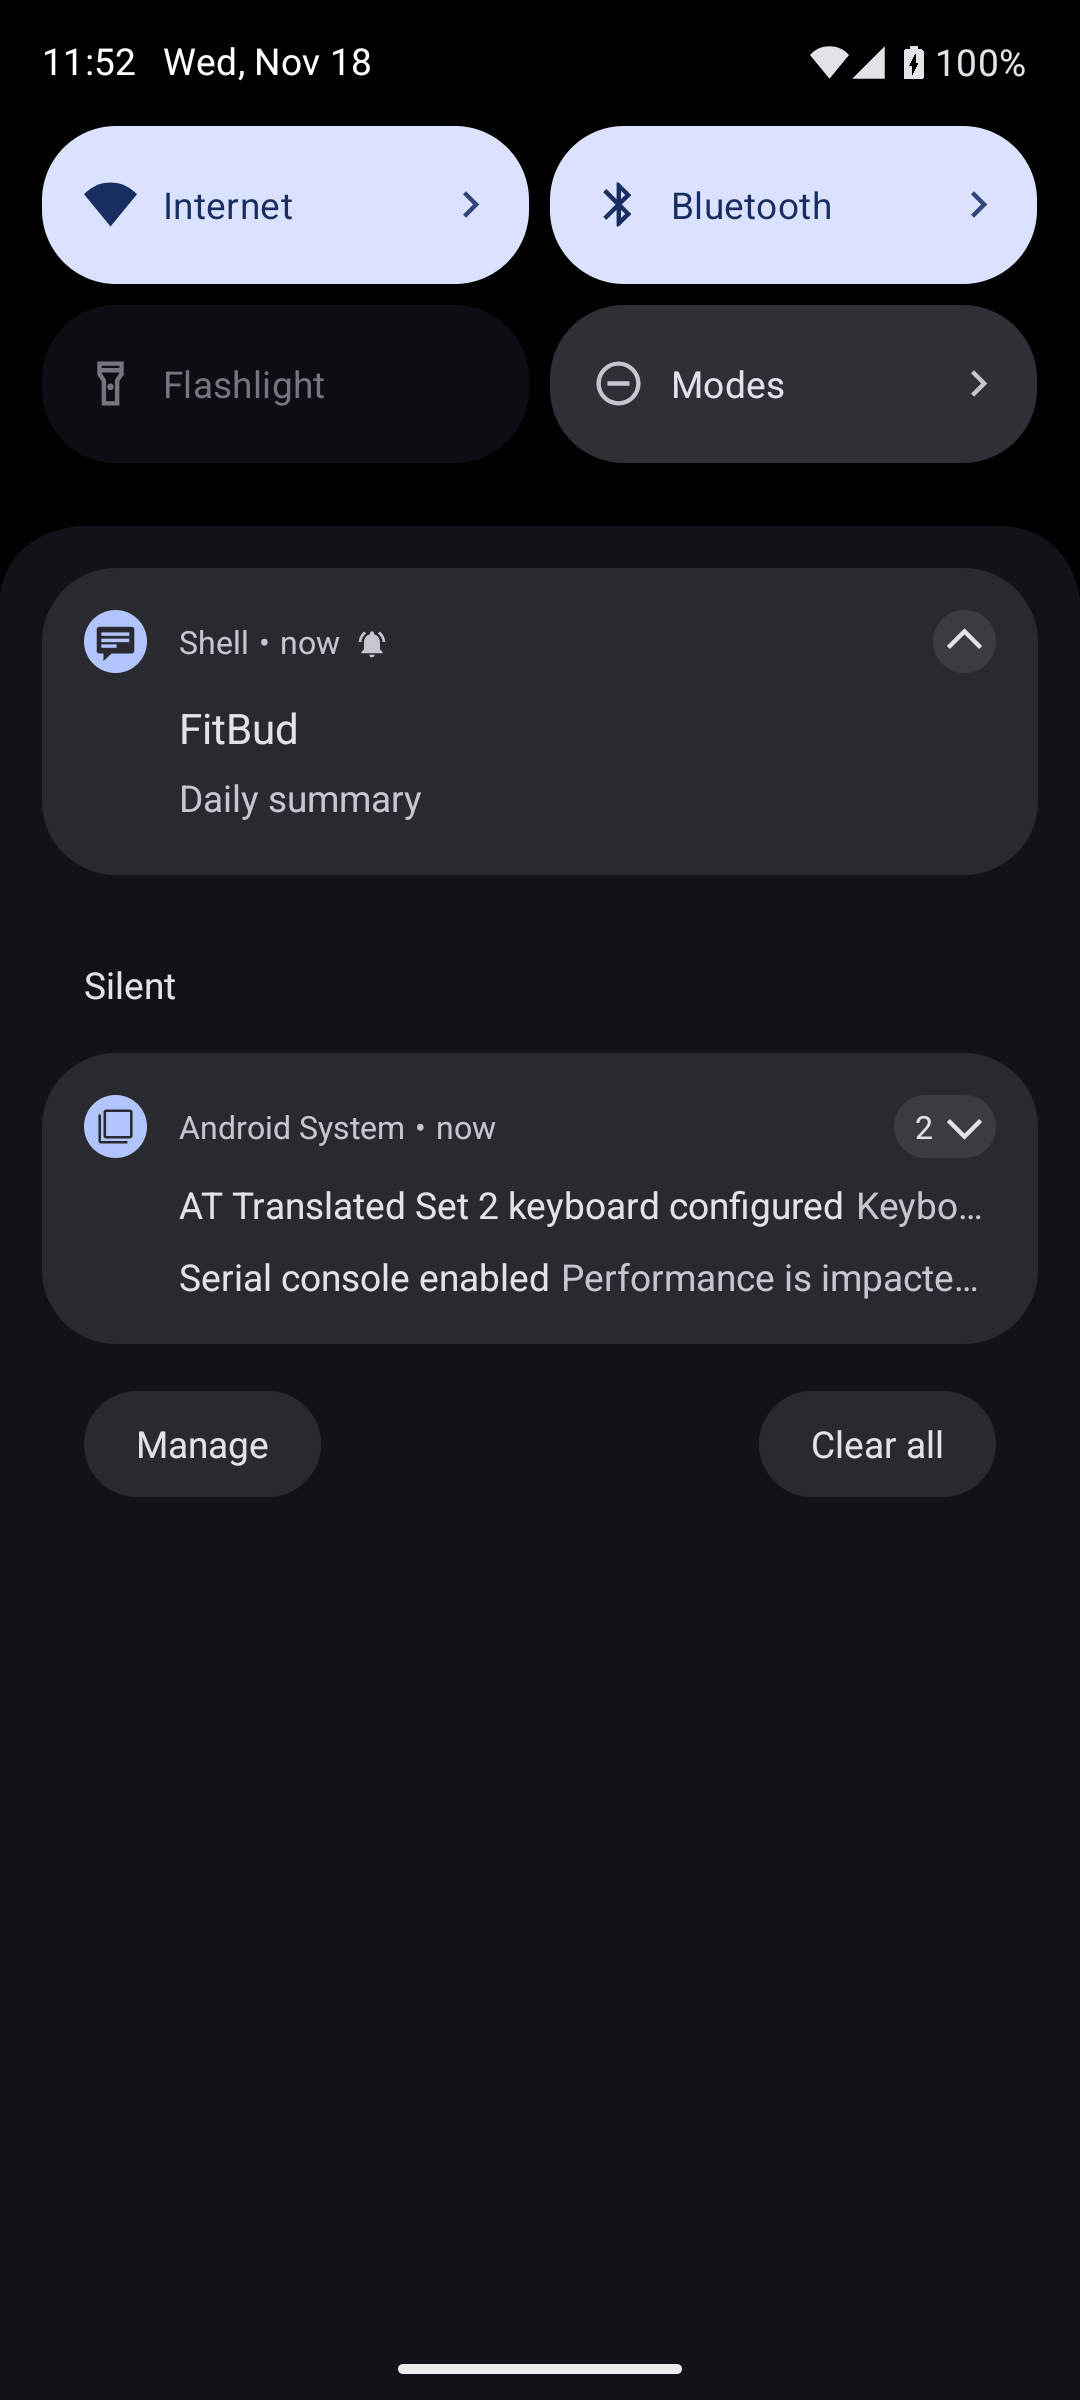 11:52 Wed, Nov 18 100%
Internet
Bluetooth
Flashlight
Modes
Shell • now
FitBud
Daily summary
Silent
Android System • now 2
AT Translated Set 2 keyboard configured Keybo…
Serial console enabled Performance is impacte…
Manage
Clear all